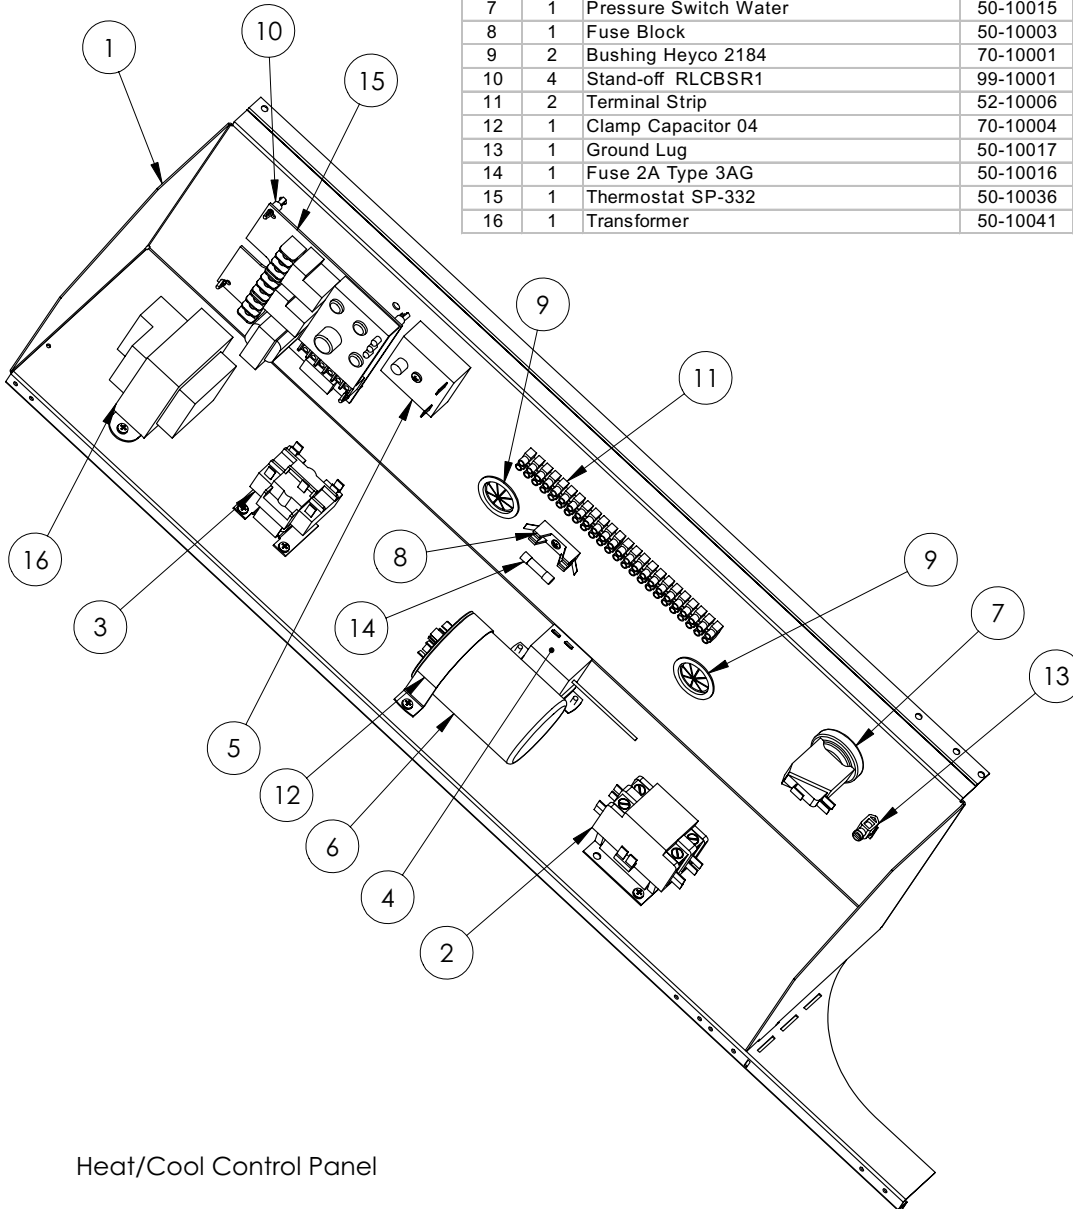 7 1 Pressure Switch Water 50-10015
8 1 Fuse Block 50-10003
9 2 Bushing Heyco 2184 70-10001
10 4 Stand-off RLCBSR1 99-10001
11 2 Terminal Strip 52-10006
12 1 Clamp Capacitor 04 70-10004
13 1 Ground Lug 50-10017
14 1 Fuse 2A Type 3AG 50-10016
15 1 Thermostat SP-332 50-10036
16 1 Transformer 50-10041
10
1
15
9
11
16
8
9
3
14
7
13
5
12
6
4
2
Heat/Cool Control Panel